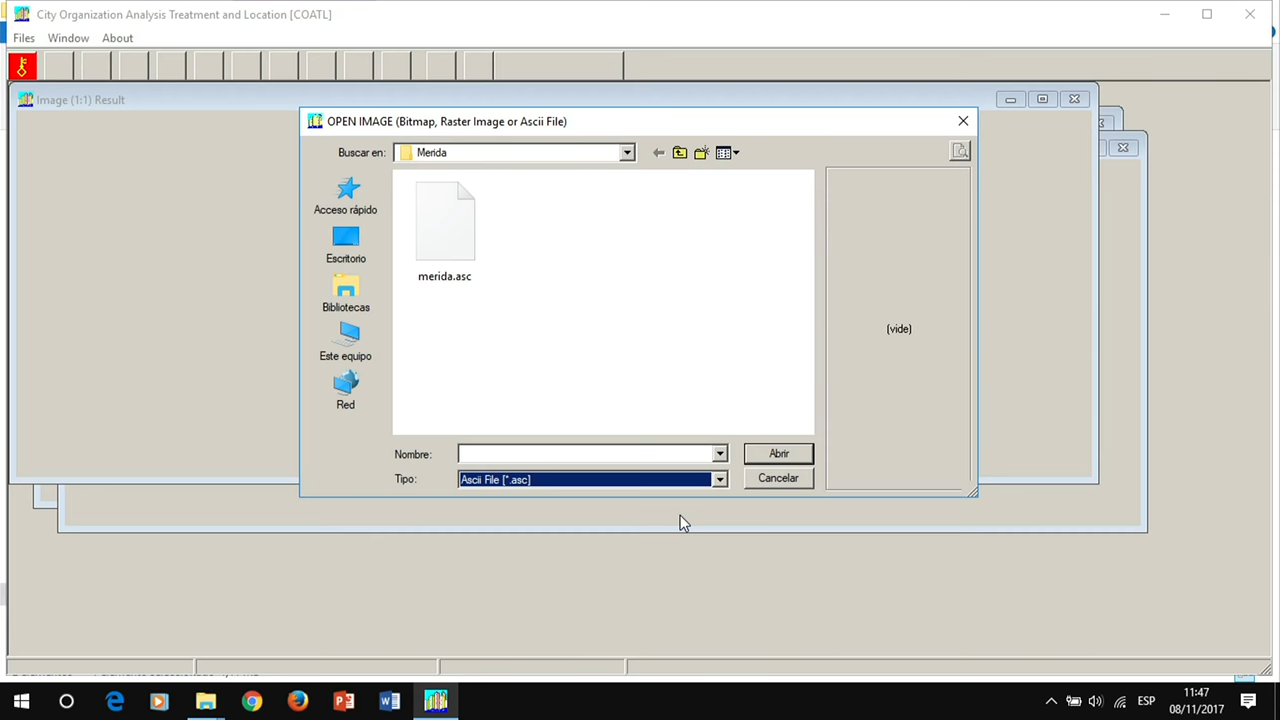 City Organization Analysis Treatment and Location [COATL]
Files Window About
Image (1:1) Result
OPEN IMAGE (Bitmap, Raster Image or Ascii File)
Buscar en: Merida
Acceso rápido
Escritorio
Bibliotecas
Este equipo
Red
merida.asc
(vide)
Nombre: Abrir
Tipo: Ascii File (*.asc) Cancelar
ESP
11:47
08/11/2017